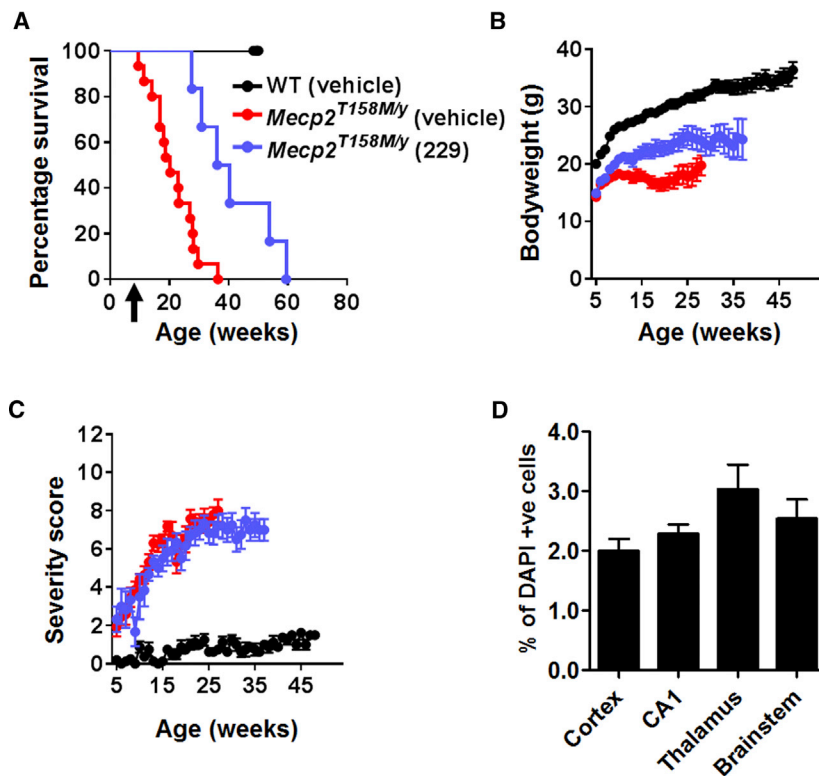 A
Percentage survival
100
80
60
40
20
0
0 20 40 60 80
Age (weeks)
WT (vehicle)
Mecp2T158M/y (vehicle)
Mecp2T158M/y (229)
B
Bodyweight (g)
40
30
20
10
0
5 15 25 35 45
Age (weeks)
C
Severity score
12
10
8
6
4
2
0
5 15 25 35 45
Age (weeks)
D
% of DAPI +ve cells
4.0
3.0
2.0
1.0
0.0
Cortex
CA1
Thalamus
Brainstem